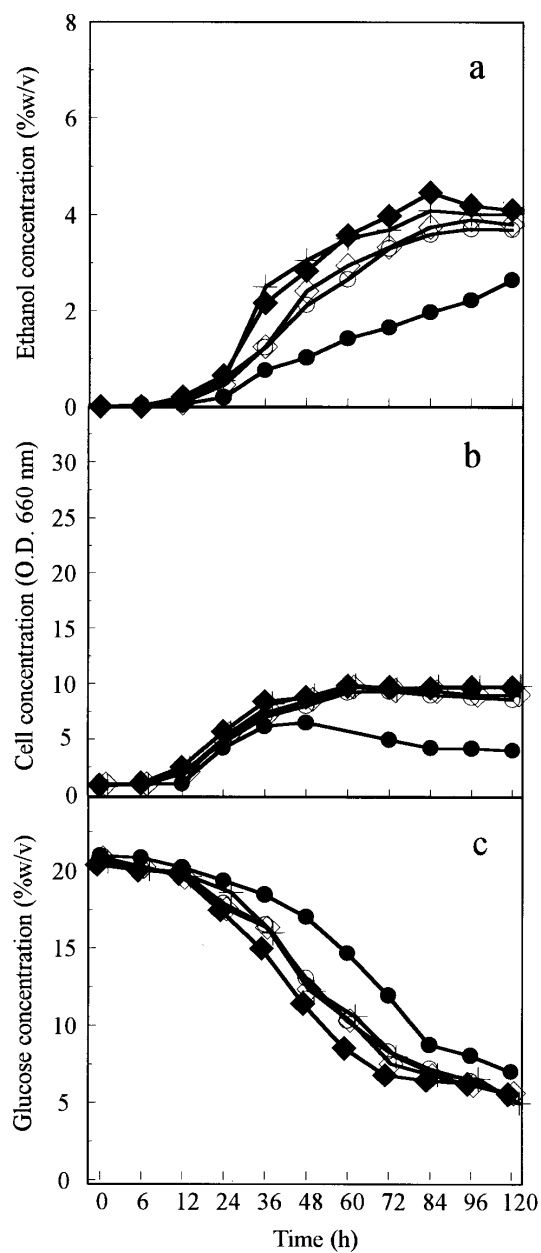 8
a
6
4
2
0
Ethanol concentration (%w/v)
b
30
25
20
15
10
5
0
Cell concentration (O.D. 660 nm)
c
20
15
10
5
0
Glucose concentration (%w/v)
0 6 12 24 36 48 60 72 84 96 120
Time (h)